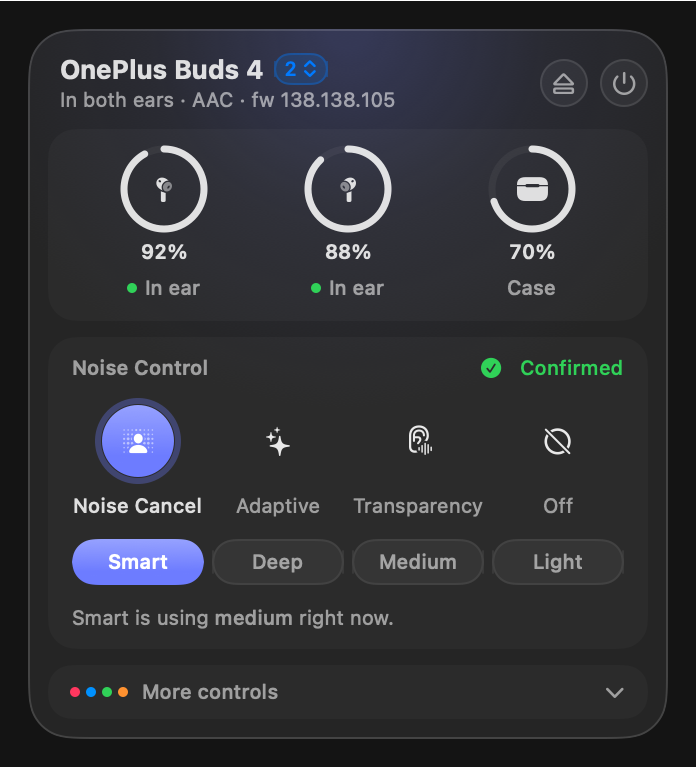 OnePlus Buds 4 2
In both ears · AAC · fw 138.138.105
92% 88% 70%
In ear In ear Case
Noise Control Confirmed
Noise Cancel Adaptive Transparency Off
Smart Deep Medium Light
Smart is using medium right now.
More controls